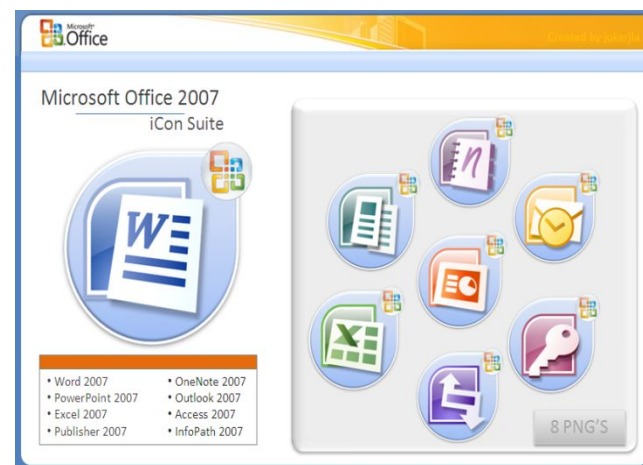 Microsoft
Office
Created by jokerjla
Microsoft Office 2007
iCon Suite
W
n
X
• Word 2007
• PowerPoint 2007
• Excel 2007
• Publisher 2007
• OneNote 2007
• Outlook 2007
• Access 2007
• InfoPath 2007
8 PNG'S